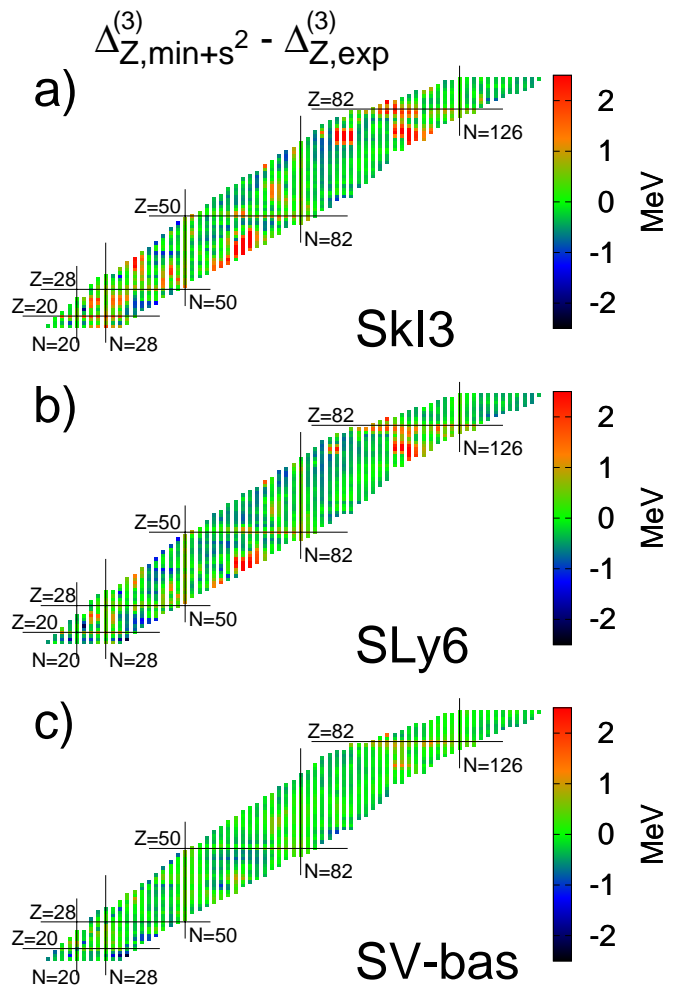 Δ(3)Z,min+s2 - Δ(3)Z,exp
a)
Z=82
N=126
Z=50
N=82
Z=28
Z=20
N=50
N=20
N=28
SkI3
2
1
0
-1
-2
MeV
b)
Z=82
N=126
Z=50
N=82
Z=28
Z=20
N=50
N=20
N=28
SLy6
2
1
0
-1
-2
MeV
c)
Z=82
N=126
Z=50
N=82
Z=28
Z=20
N=50
N=20
N=28
SV-bas
2
1
0
-1
-2
MeV